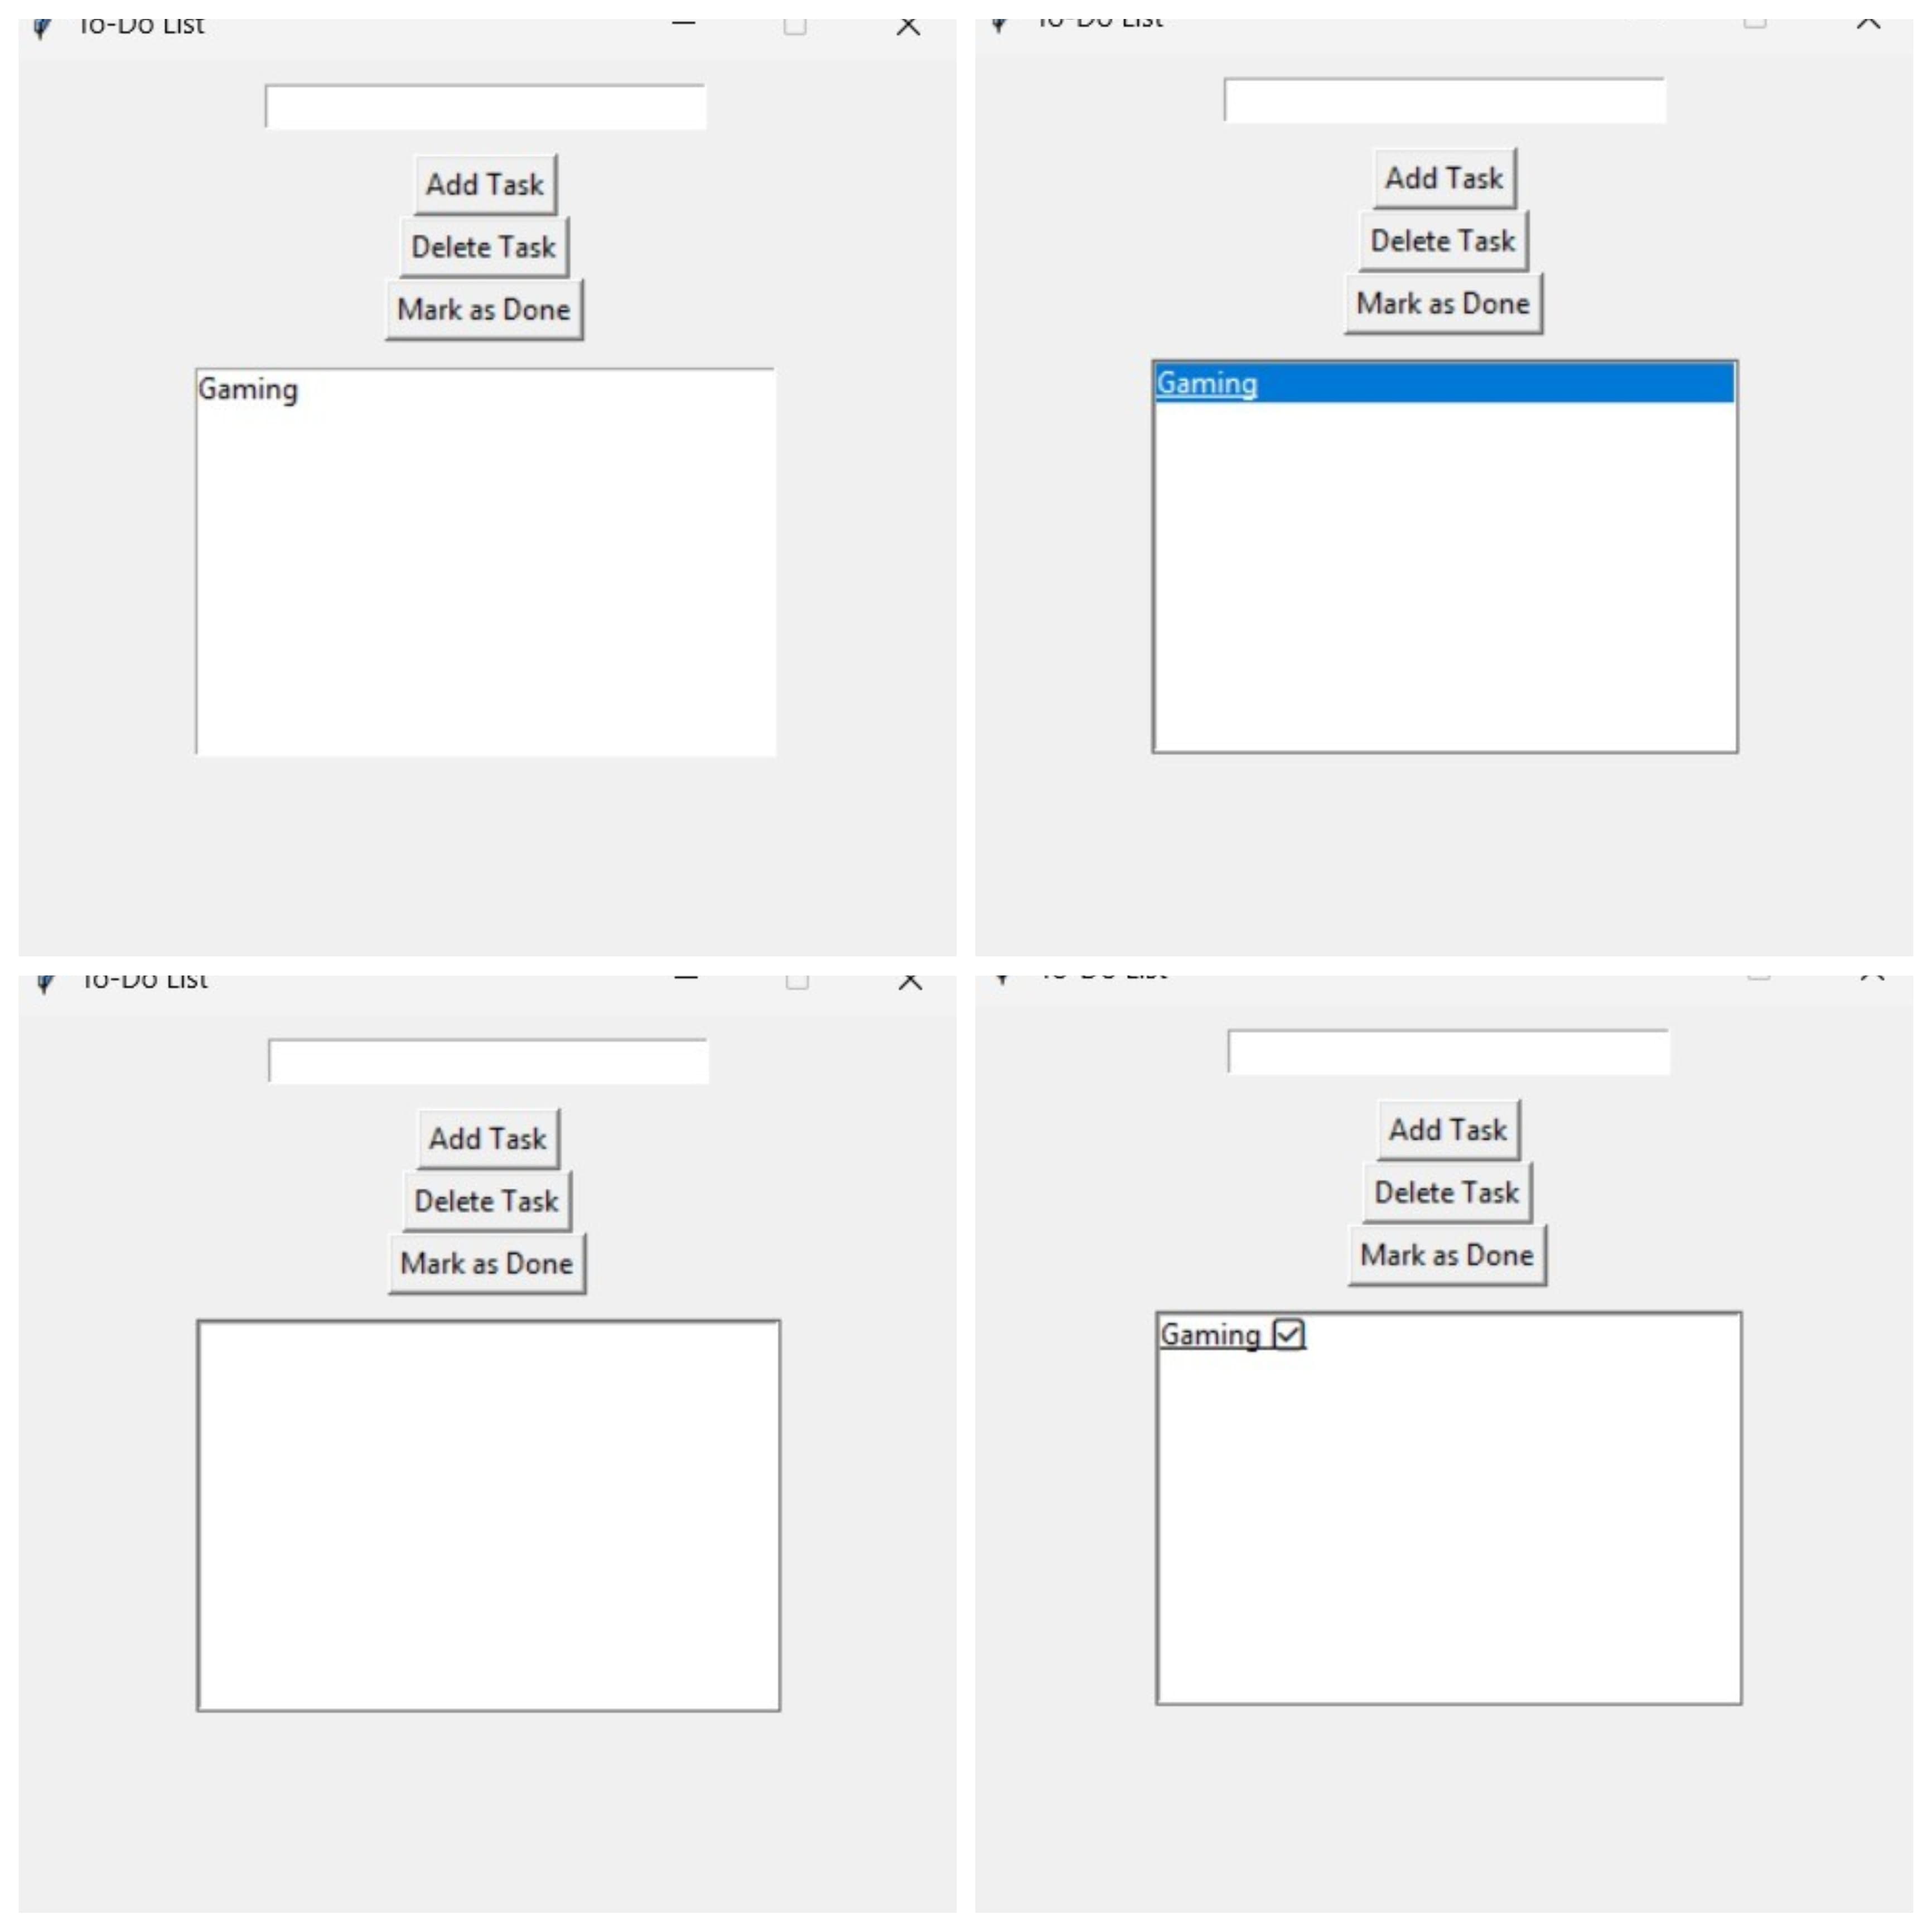 To-Do List
Add Task
Delete Task
Mark as Done
Gaming
To-Do List
Add Task
Delete Task
Mark as Done
Gaming
To-Do List
Add Task
Delete Task
Mark as Done
To-Do List
Add Task
Delete Task
Mark as Done
Gaming ☑